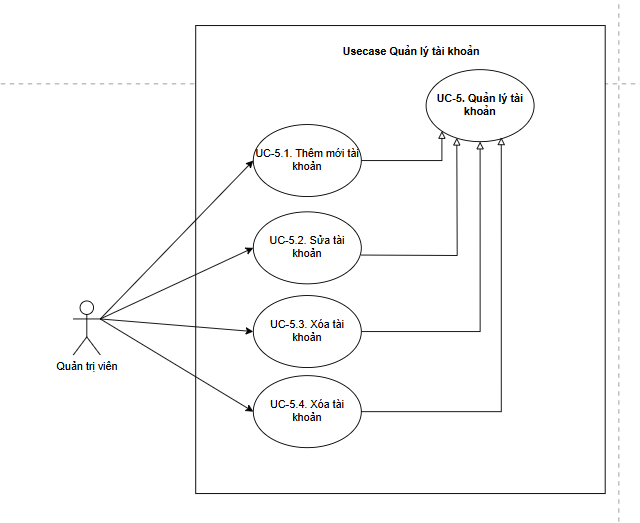 Usecase Quản lý tài khoản
UC-5. Quản lý tài
khoản
UC-5.1. Thêm mới tài
khoản
UC-5.2. Sửa tài
khoản
UC-5.3. Xóa tài
khoản
Quản trị viên
UC-5.4. Xóa tài
khoản